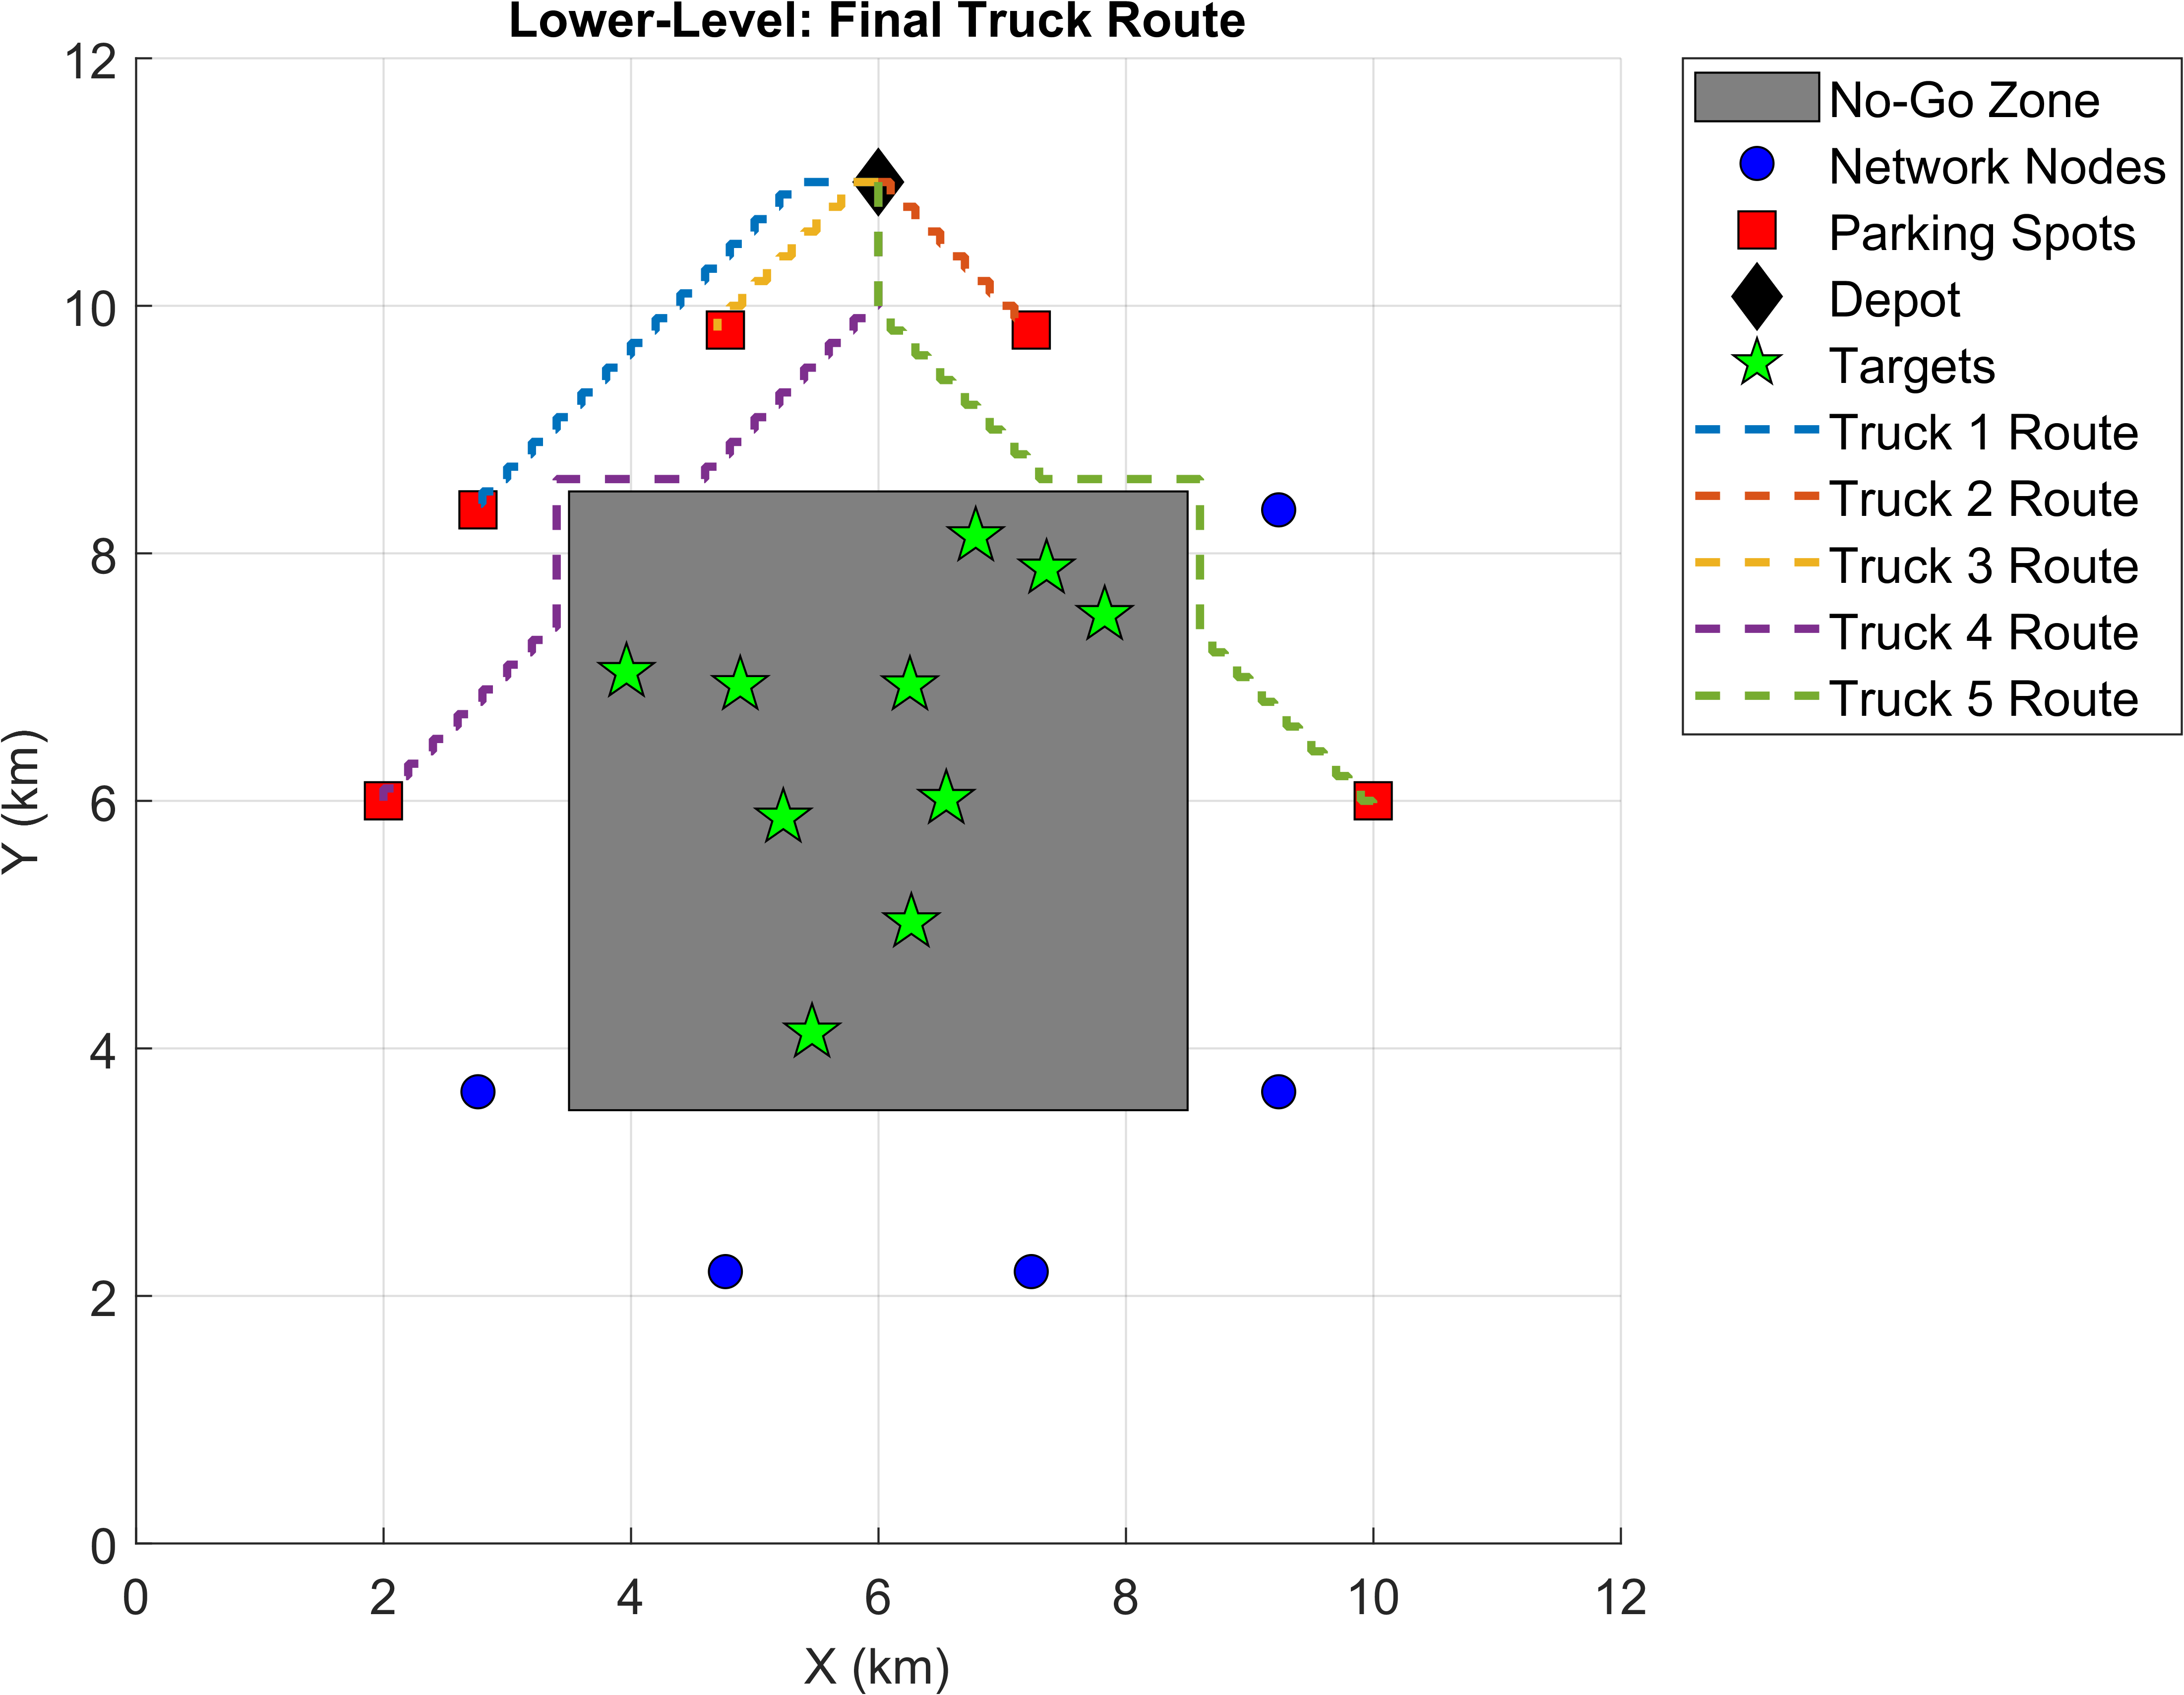 Lower-Level: Final Truck Route
12
10
8
6
4
2
0
Y (km)
0
2
4
6
8
10
12
X (km)
No-Go Zone
Network Nodes
Parking Spots
Depot
Targets
Truck 1 Route
Truck 2 Route
Truck 3 Route
Truck 4 Route
Truck 5 Route